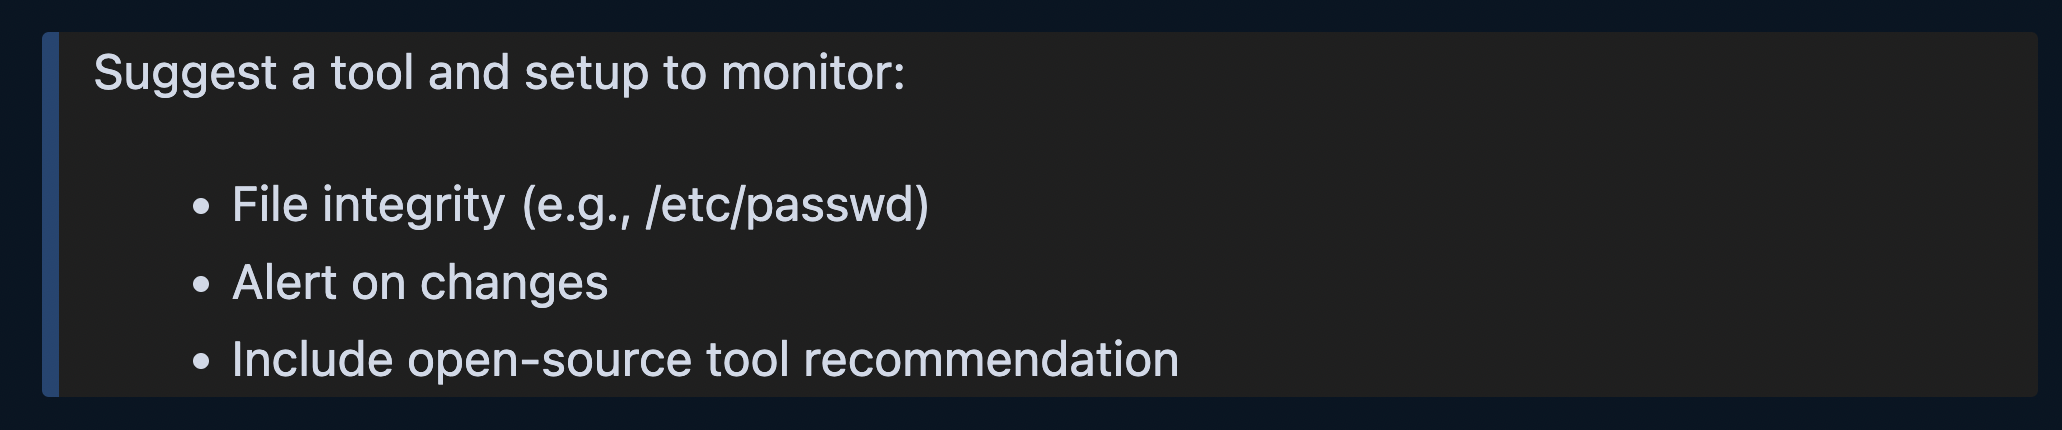 Suggest a tool and setup to monitor:
• File integrity (e.g., /etc/passwd)
• Alert on changes
• Include open-source tool recommendation